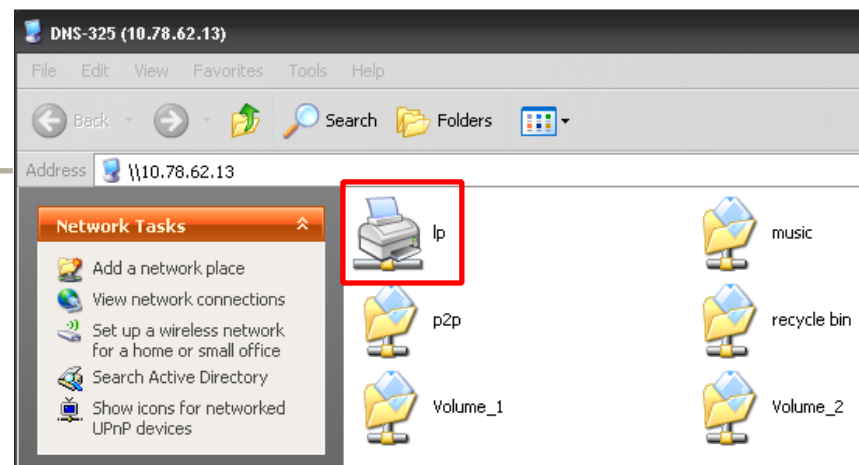 DNS-325 (10.78.62.13)
File Edit View Favorites Tools Help
Back Search Folders
Address \\10.78.62.13
Network Tasks
Add a network place
View network connections
Set up a wireless network
for a home or small office
Search Active Directory
Show icons for networked
UPnP devices
lp
music
p2p
recycle bin
Volume_1
Volume_2